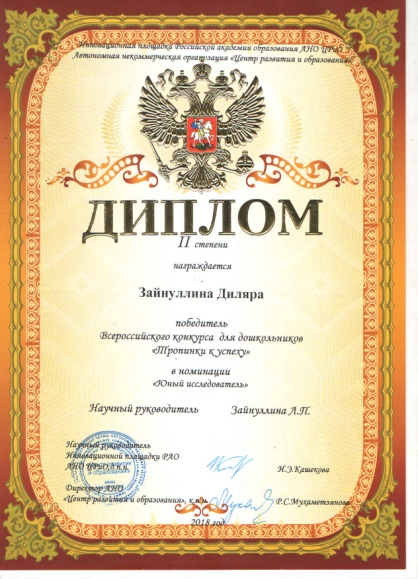 Инновационная площадка Российской академии образования АНО ЦРиО
Автономная некоммерческая организация «Центр развития и образования»
ДИПЛОМ
II степени
награждается
Зайнуллина Диляра
победитель
Всероссийского конкурса для дошкольников
«Тропинки к успеху»
в номинации
«Юный исследователь»
Научный руководитель Зайнуллина Л.П.
Научный руководитель
Инновационной площадки РАО
АНО ЦРиО, д.п.н. И.Э.Кашекова
Директор АНО
«Центр развития и образования», к.п.н. Р.С.Мухаметзянова
2018 год